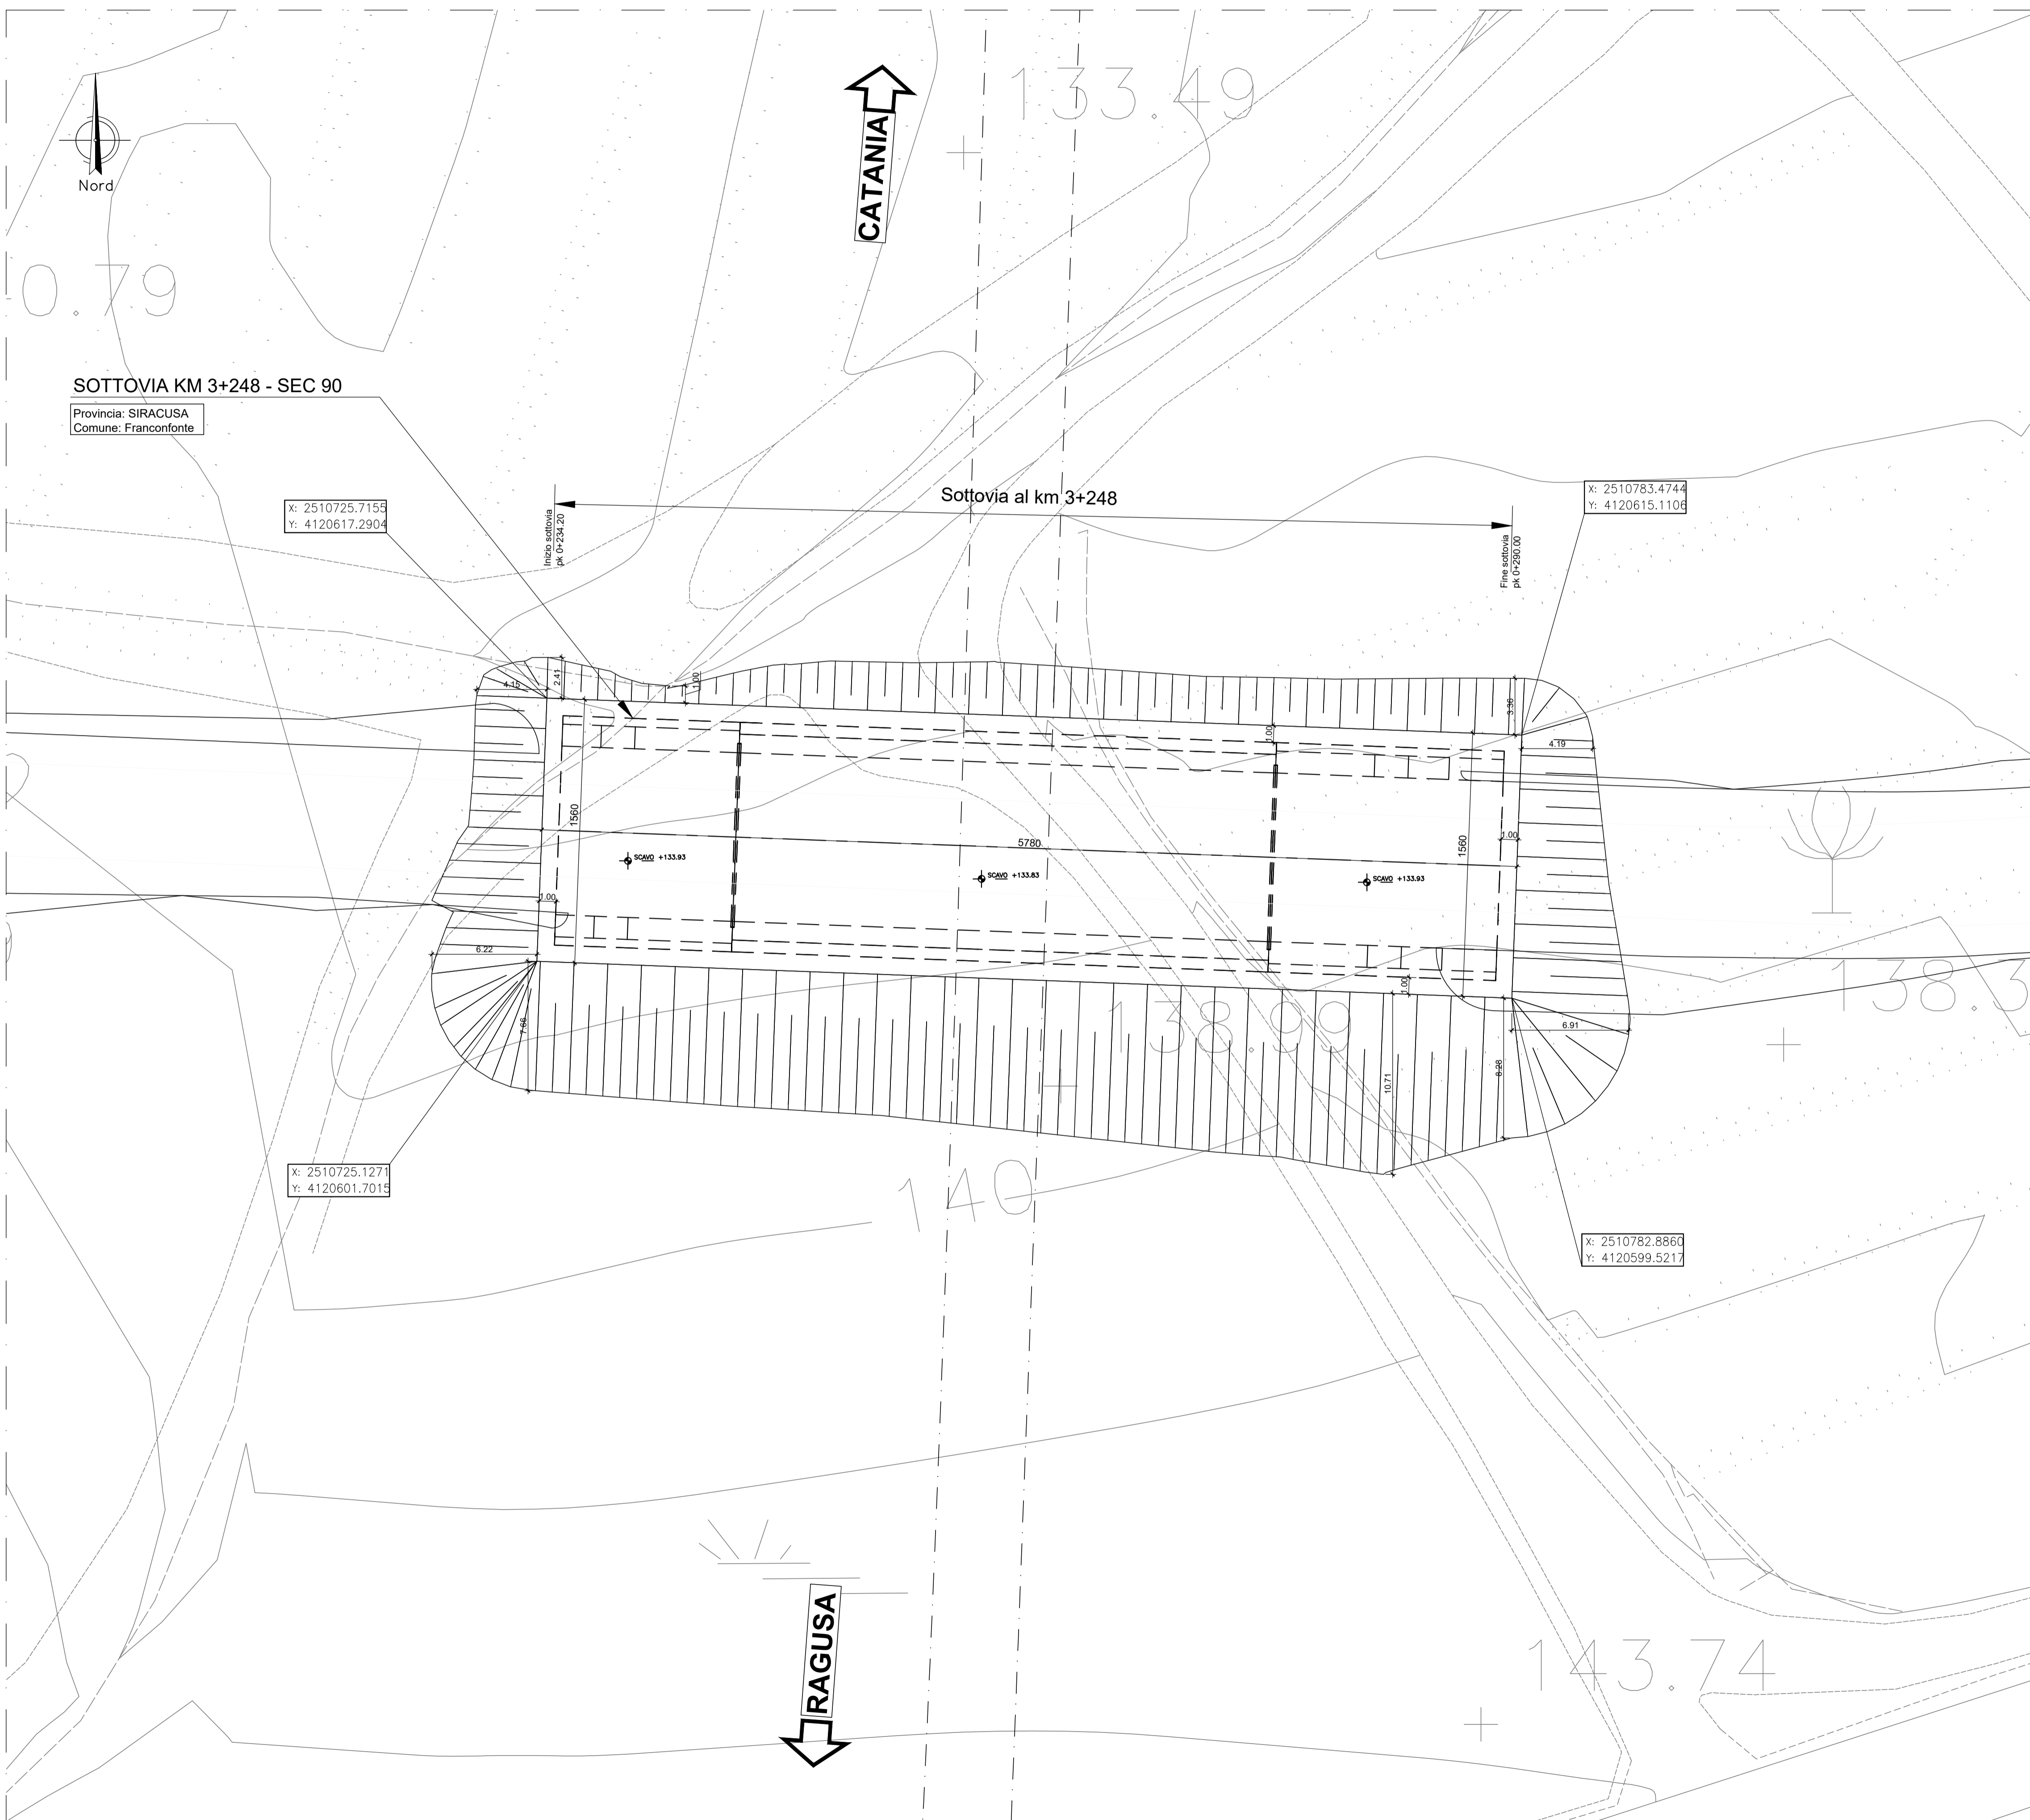 133.49
CATANIA
Nord
0.79
SOTTOVIA KM 3+248 - SEC 90
Provincia: SIRACUSA
Comune: Franconfonte
X: 2510725.7155
Y: 4120617.2904
Inizio sottovia
pk 0+234.20
Sottovia al km 3+248
Fine sottovia
pk 0+290.00
X: 2510783.4744
Y: 4120615.1106
4.15
2.41
1.00
3.30
4.19
1.00
1560
5780
1560
1.00
SCAVO +133.93
SCAVO +133.83
SCAVO +133.93
1.00
6.22
7.66
1.00
138.99
138.3
10.71
8.28
6.91
X: 2510725.1271
Y: 4120601.7015
140
X: 2510782.8860
Y: 4120599.5217
RAGUSA
143.74